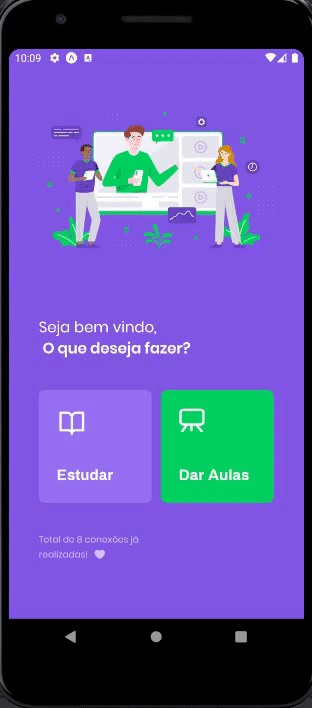 10:09
Seja bem vindo,
O que deseja fazer?
Estudar
Dar Aulas
Total de 8 conexões já
realizadas!